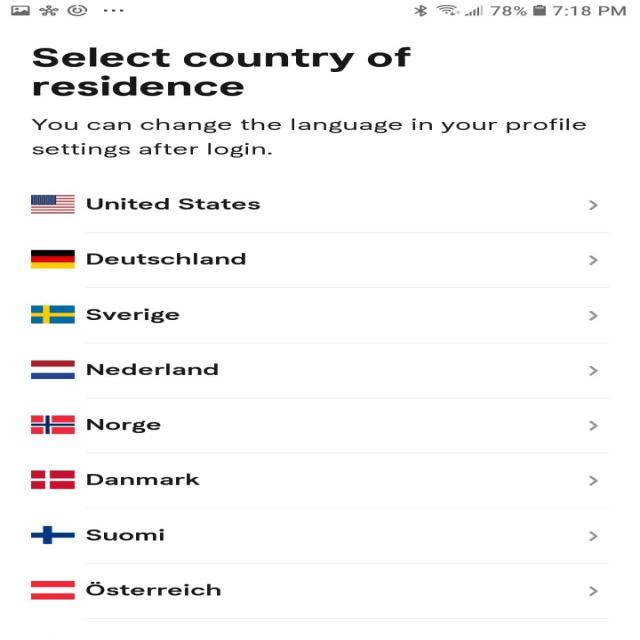 78% 7:18 PM
Select country of
residence
You can change the language in your profile
settings after login.
United States
Deutschland
Sverige
Nederland
Norge
Danmark
Suomi
Österreich